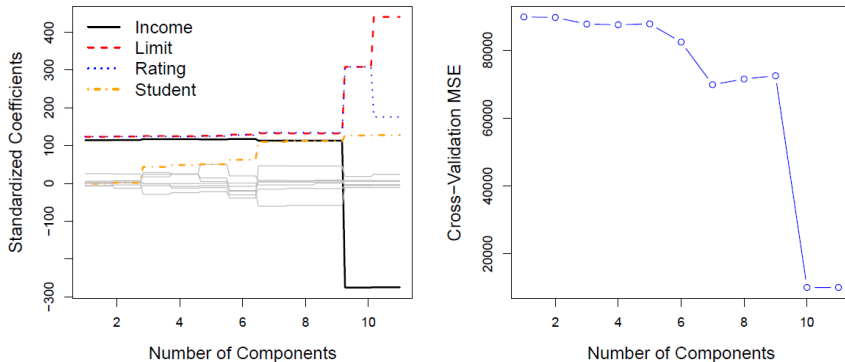 Standardized Coefficients
400
300
200
100
0
-100
-300
Income
Limit
Rating
Student
2 4 6 8 10
Number of Components
Cross-Validation MSE
80000
60000
40000
20000
2 4 6 8 10
Number of Components